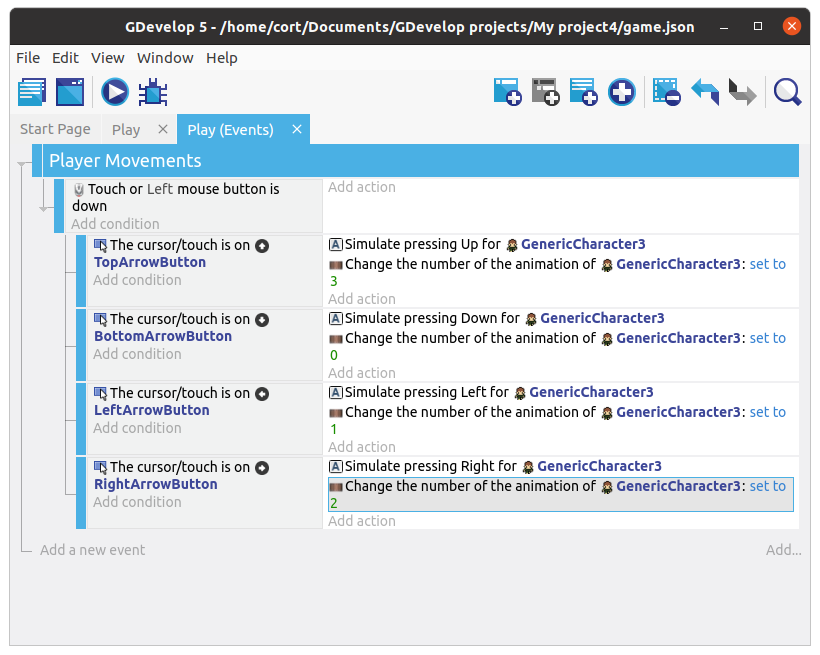 GDevelop 5 - /home/cort/Documents/GDevelop projects/My project4/game.json
File Edit View Window Help
Start Page Play Play (Events)
Player Movements
Touch or Left mouse button is
down
Add condition
Add action
The cursor/touch is on
TopArrowButton
Add condition
Simulate pressing Up for GenericCharacter3
Change the number of the animation of GenericCharacter3: set to
3
Add action
The cursor/touch is on
BottomArrowButton
Add condition
Simulate pressing Down for GenericCharacter3
Change the number of the animation of GenericCharacter3: set to
0
Add action
The cursor/touch is on
LeftArrowButton
Add condition
Simulate pressing Left for GenericCharacter3
Change the number of the animation of GenericCharacter3: set to
1
Add action
The cursor/touch is on
RightArrowButton
Add condition
Simulate pressing Right for GenericCharacter3
Change the number of the animation of GenericCharacter3: set to
2
Add action
Add a new event
Add...